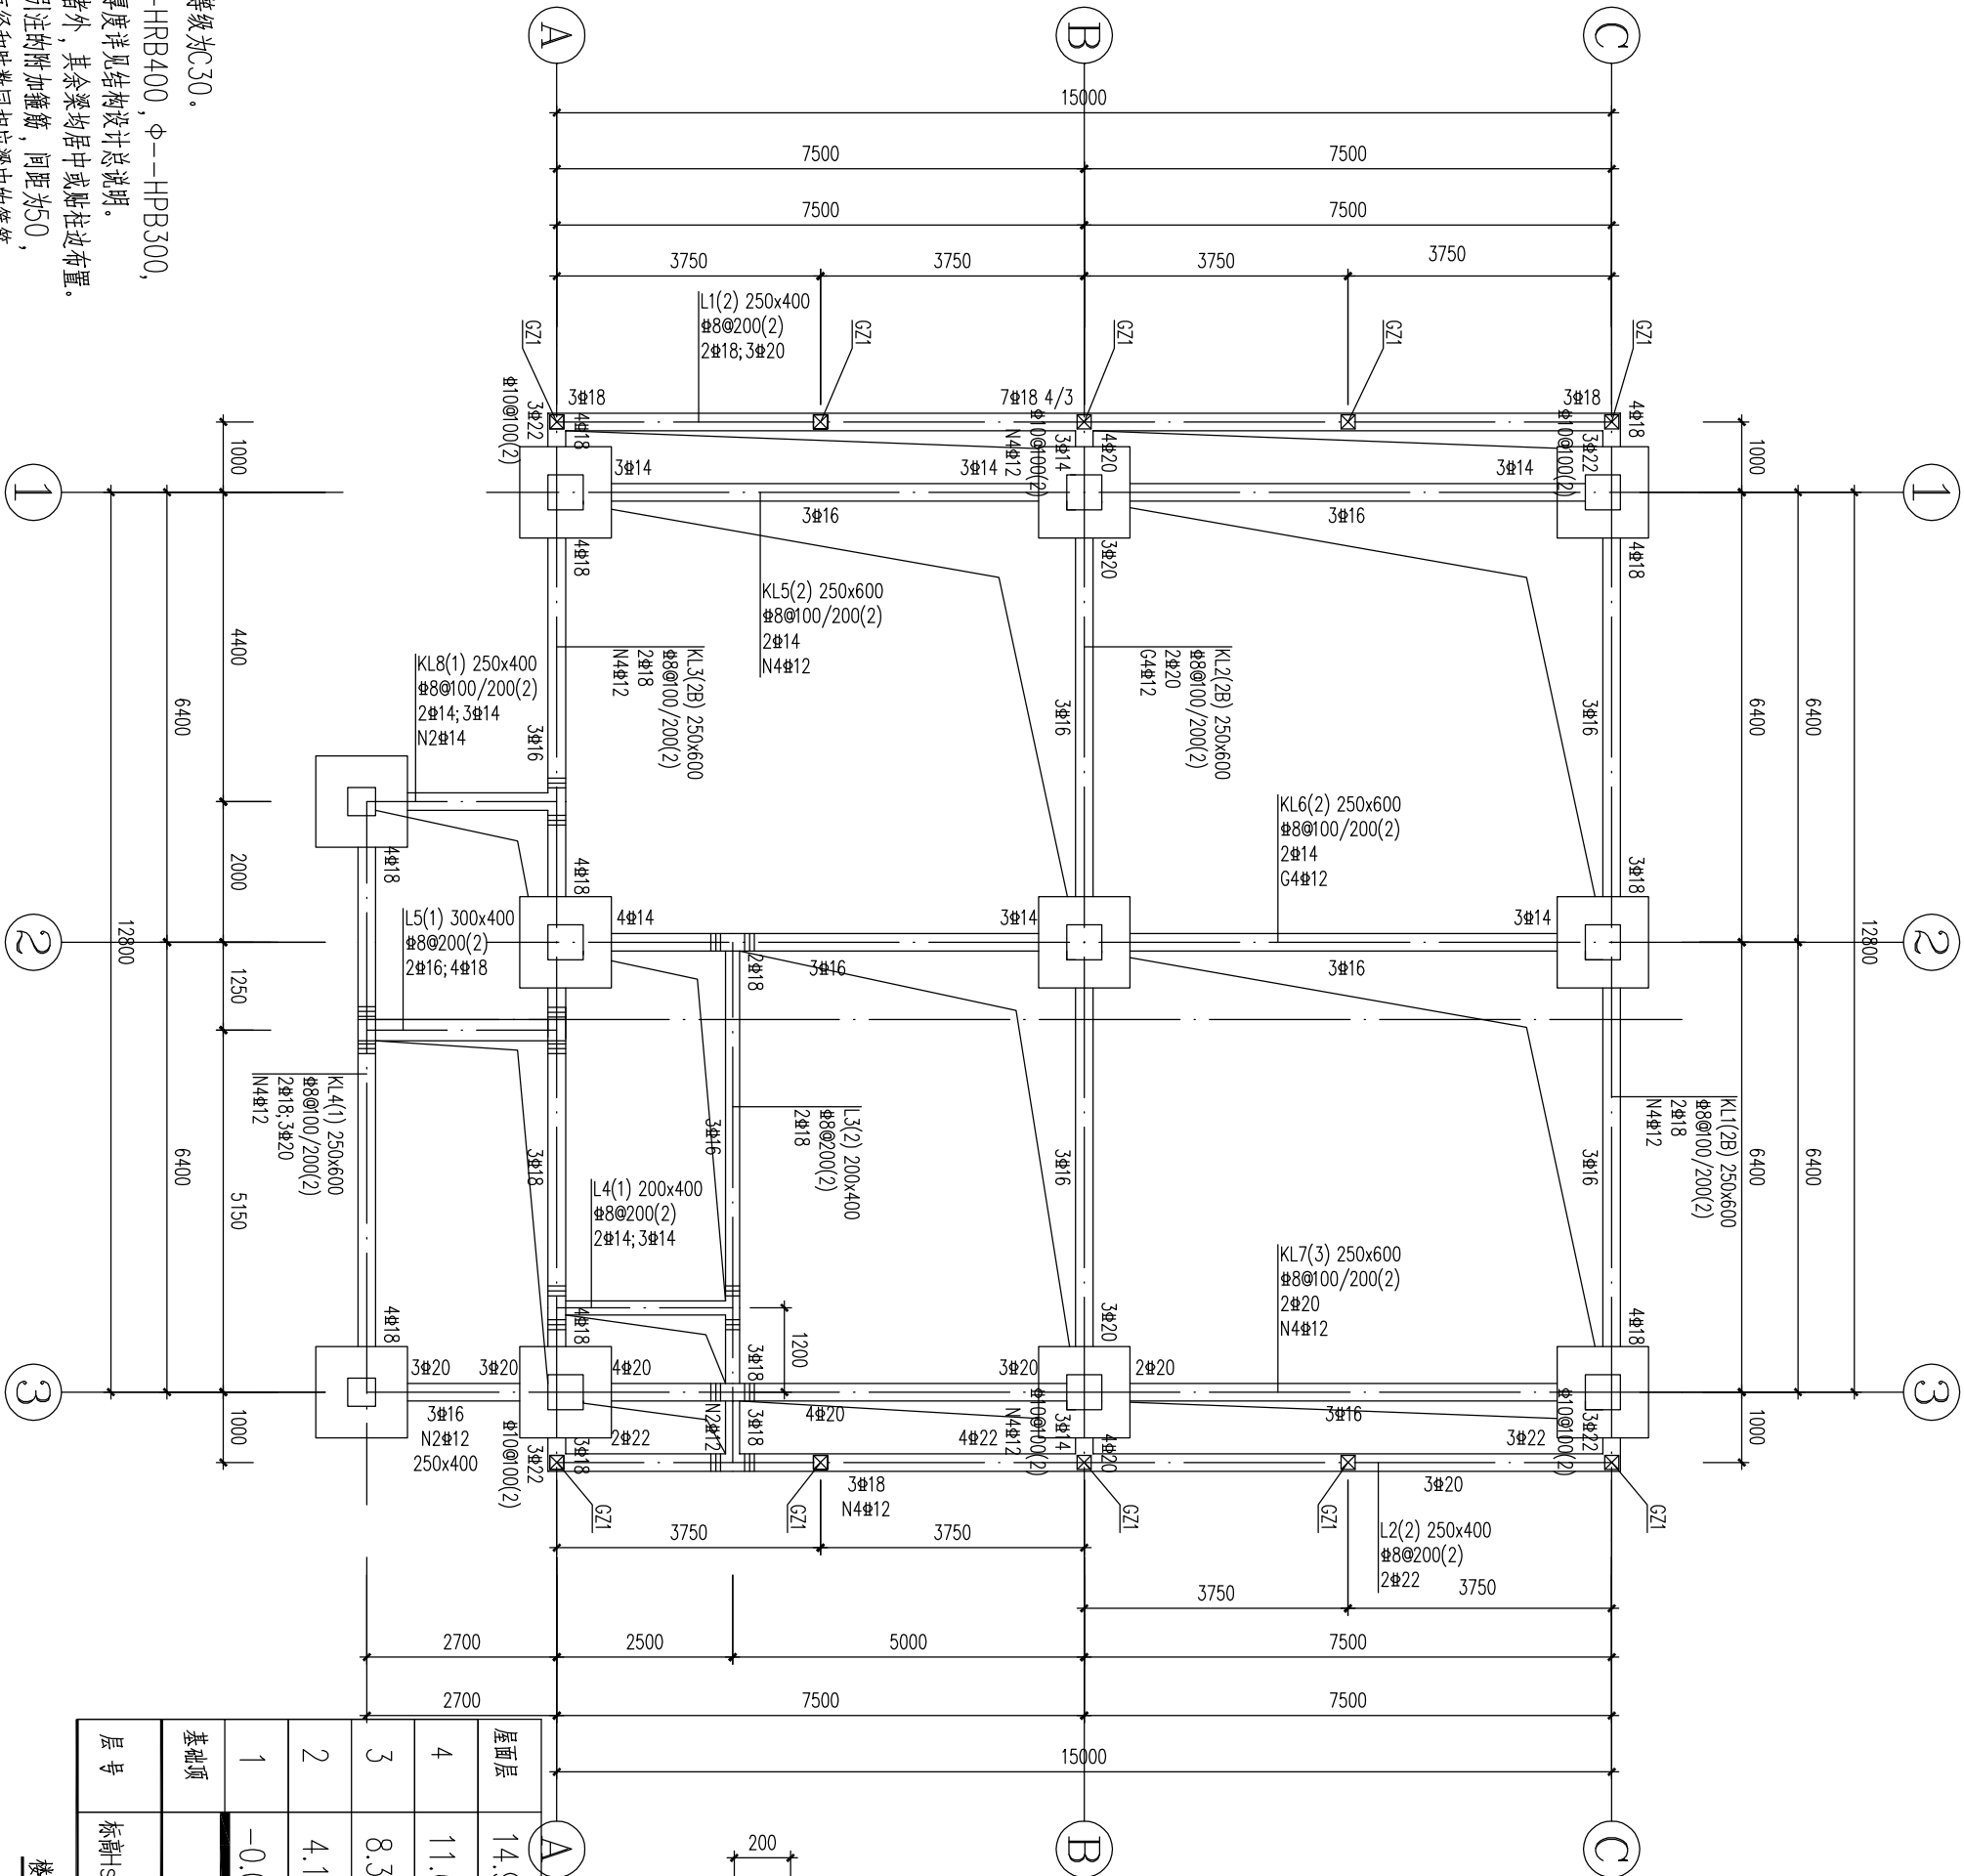 A
B
C
15000
7500
7500
7500
7500
3750
3750
3750
3750
等级为C30。
HRB400，Φ--HPB300,
厚度详见结构设计总说明。
者外，其余梁均居中或贴柱边布置。
引注的附加箍筋，间距为50，
L1(2) 250x400
Φ8@200(2)
2Φ18;3Φ20
GZ1
GZ1
GZ1
GZ1
GZ1
3Φ18
7Φ18 4/3
3Φ18
4Φ18
4Φ18
3Φ22
Φ10@100(2)
4Φ20
3Φ14
Φ10@100(2)
N4Φ12
3Φ22
Φ10@100(2)
1000
1000
3Φ14
3Φ14
3Φ14
3Φ16
3Φ16
1
1
4Φ18
3Φ20
4Φ18
KL5(2) 250x600
Φ8@100/200(2)
2Φ14
N4Φ12
KL3(2B) 250x600
Φ8@100/200(2)
2Φ18
N4Φ12
KL2(2B) 250x600
Φ8@100/200(2)
2Φ20
G4Φ12
KL8(1) 250x400
Φ8@100/200(2)
2Φ14;3Φ14
N2Φ14
3Φ16
3Φ16
3Φ16
4400
6400
6400
6400
KL6(2) 250x600
Φ8@100/200(2)
2Φ14
G4Φ12
4Φ18
4Φ18
3Φ18
2000
12800
12800
4Φ14
3Φ14
3Φ14
2
2
L5(1) 300x400
Φ8@200(2)
2Φ16;4Φ18
2Φ18
3Φ16
3Φ16
1250
KL4(1) 250x600
Φ8@100/200(2)
2Φ18;3Φ20
N4Φ12
L3(2) 200x400
Φ8@200(2)
2Φ18
KL1(2B) 250x600
Φ8@100/200(2)
2Φ18
N4Φ12
3Φ18
3Φ16
3Φ16
3Φ16
6400
5150
6400
6400
L4(1) 200x400
Φ8@200(2)
2Φ14;3Φ14
KL7(3) 250x600
Φ8@100/200(2)
2Φ20
N4Φ12
4Φ18
4Φ18
3Φ18
1200
3Φ20
4Φ18
3Φ20
3Φ20
4Φ20
3Φ20
2Φ20
3
3
3Φ16
N2Φ12
250x400
4Φ20
3Φ16
3Φ18
3Φ22
Φ10@100(2)
2Φ22
N2Φ12
3Φ18
4Φ22
4Φ20
3Φ14
Φ10@100(2)
N4Φ12
3Φ22
3Φ22
Φ10@100(2)
1000
1000
3Φ18
N4Φ12
3Φ20
GZ1
GZ1
GZ1
GZ1
GZ1
L2(2) 250x400
Φ8@200(2)
2Φ22
3750
3750
3750
3750
2700
2500
5000
7500
2700
7500
7500
15000
A
B
C
200
屋面层
4
11.
3
8.3
2
4.1
1
基础顶
层号
标高
楼